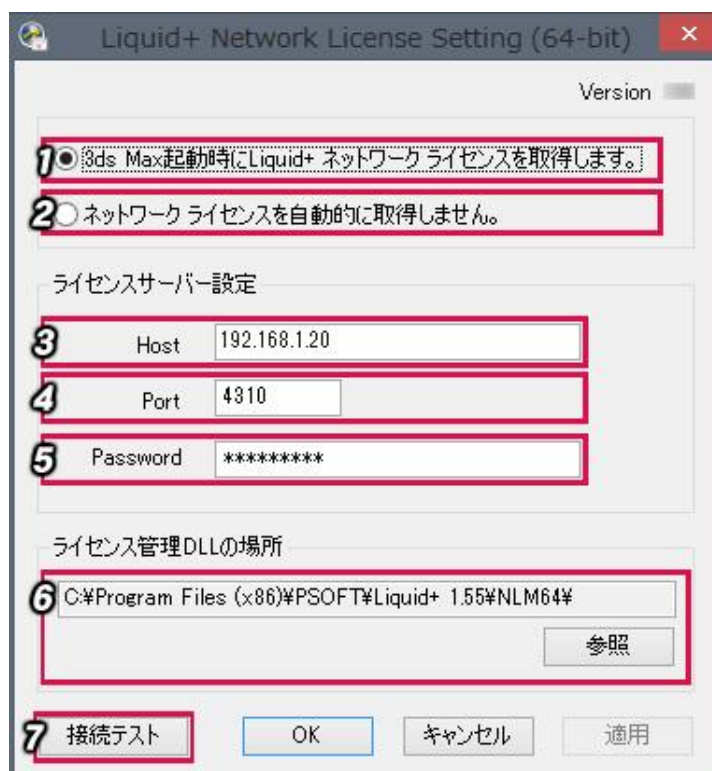 Liquid+ Network License Setting (64-bit)
Version
1 3ds Max起動時にLiquid+ ネットワーク ライセンスを取得します。
2 ネットワーク ライセンスを自動的に取得しません。
ライセンスサーバー設定
3 Host 192.168.1.20
4 Port 4310
5 Password *********
ライセンス管理DLLの場所
6 C:¥Program Files (x86)¥PSOFT¥Liquid+ 1.55¥NLM64¥
参照
7 接続テスト OK キャンセル 適用